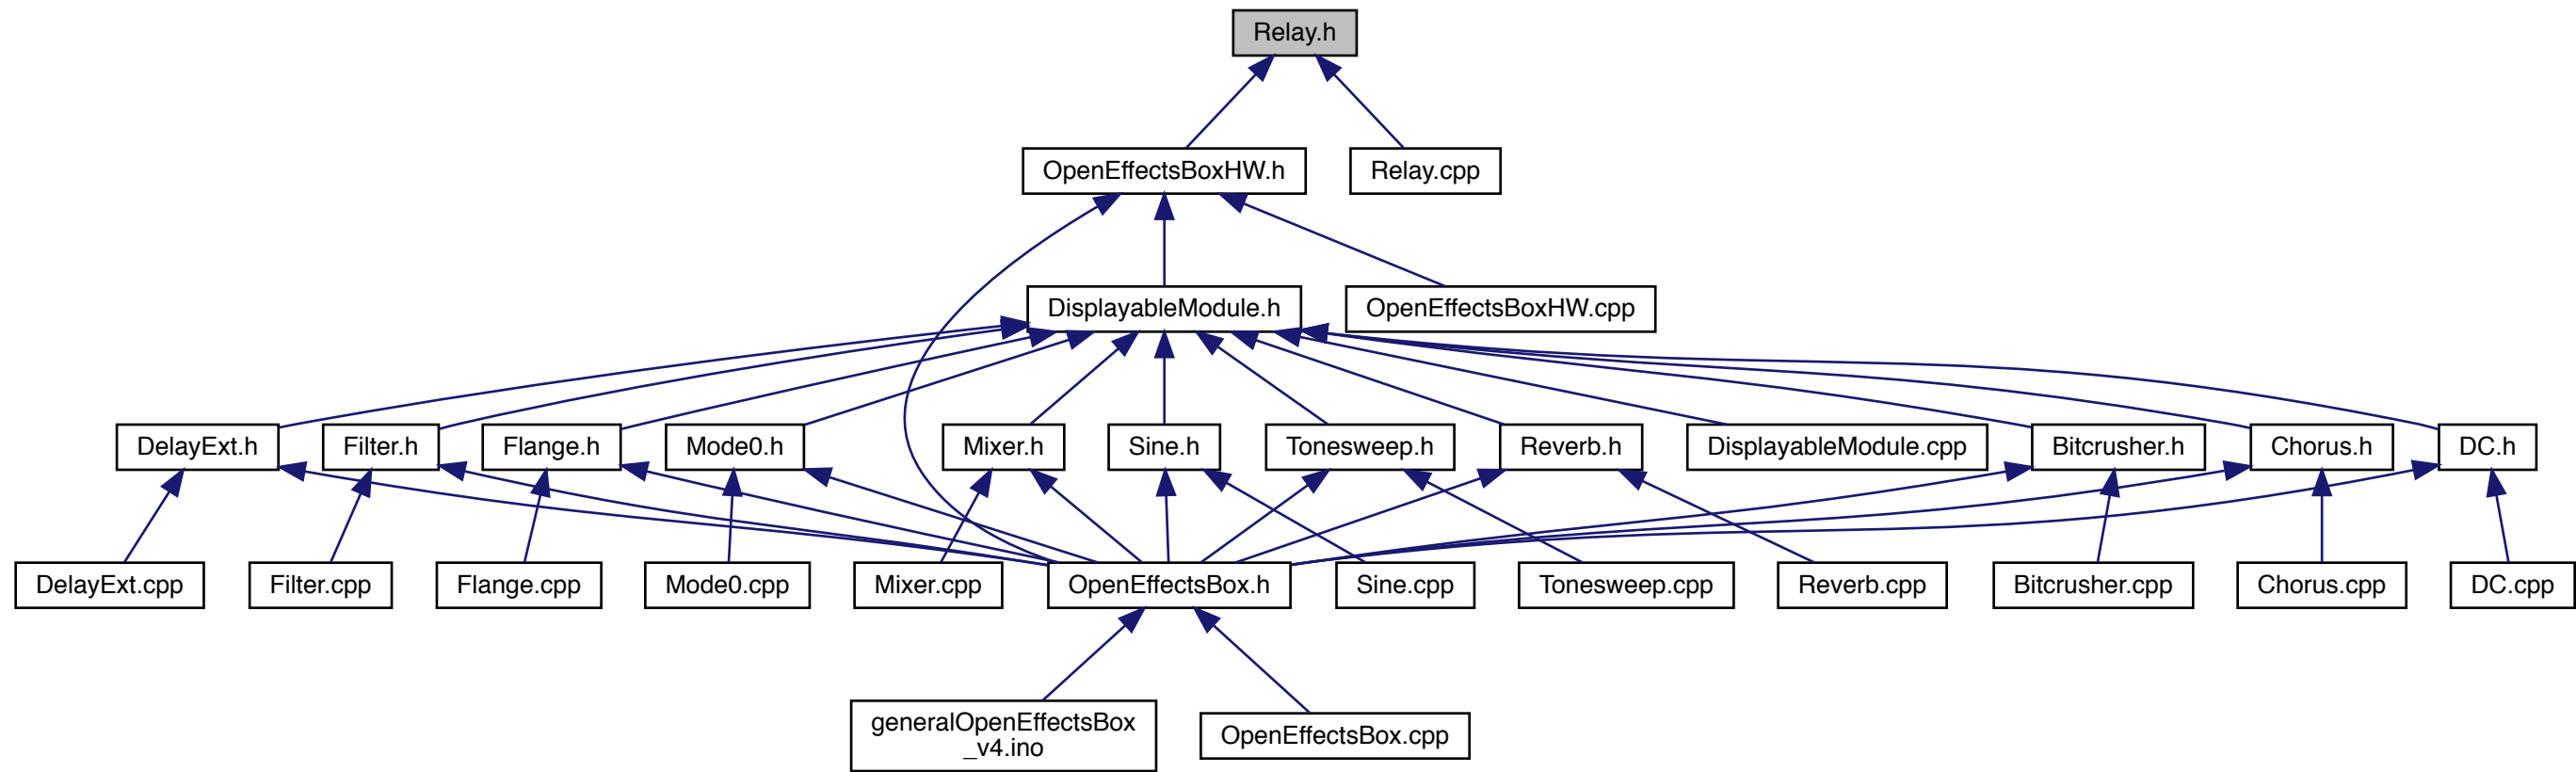 Relay.h
OpenEffectsBoxHW.h
Relay.cpp
DisplayableModule.h
OpenEffectsBoxHW.cpp
DelayExt.h
Filter.h
Flange.h
Mode0.h
Mixer.h
Sine.h
Tonesweep.h
Reverb.h
DisplayableModule.cpp
Bitcrusher.h
Chorus.h
DC.h
DelayExt.cpp
Filter.cpp
Flange.cpp
Mode0.cpp
Mixer.cpp
OpenEffectsBox.h
Sine.cpp
Tonesweep.cpp
Reverb.cpp
Bitcrusher.cpp
Chorus.cpp
DC.cpp
generalOpenEffectsBox
_v4.ino
OpenEffectsBox.cpp